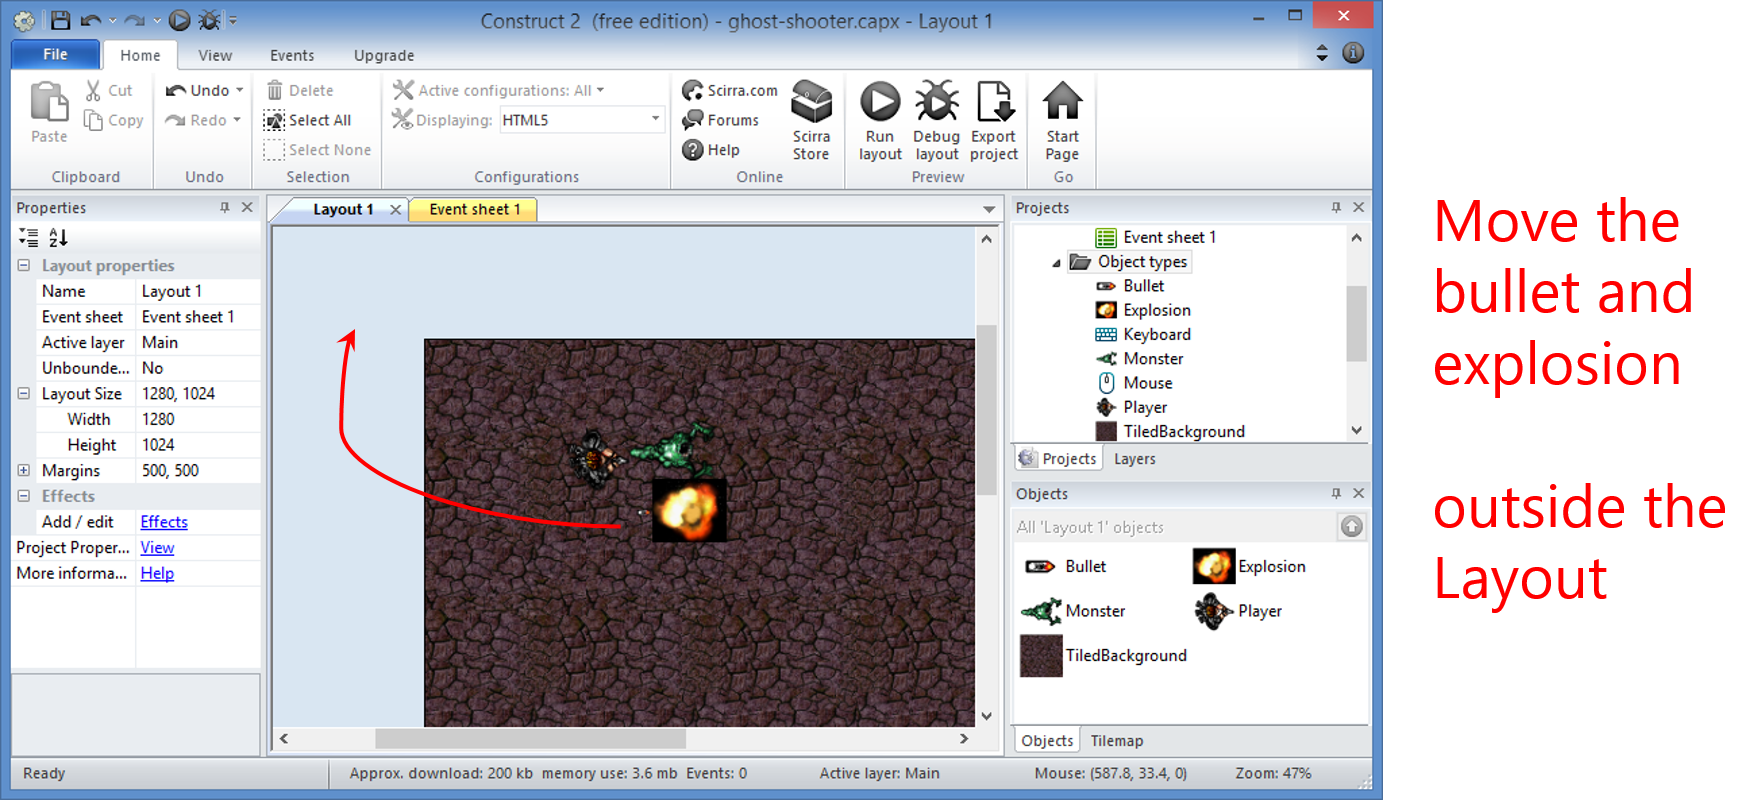 Construct 2  (free edition) - ghost-shooter.capx - Layout 1
File Home View Events Upgrade
Paste
Cut
Copy
Clipboard
Undo
Redo
Undo
Delete
Select All
Select None
Selection
Active configurations: All
Displaying: HTML5
Configurations
Scirra.com
Forums
Help
Scirra
Store
Online
Run
layout
Debug
layout
Export
project
Preview
Start
Page
Go
Properties
Layout properties
Name Layout 1
Event sheet Event sheet 1
Active layer Main
Unbounde... No
Layout Size 1280, 1024
Width 1280
Height 1024
Margins 500, 500
Effects
Add / edit Effects
Project Proper... View
More informa... Help
Layout 1
Event sheet 1
Projects
Event sheet 1
Object types
Bullet
Explosion
Keyboard
Monster
Mouse
Player
TiledBackground
Projects Layers
Objects
All 'Layout 1' objects
Bullet Explosion
Monster Player
TiledBackground
Objects Tilemap
Ready
Approx. download: 200 kb  memory use: 3.6 mb  Events: 0
Active layer: Main
Mouse: (587.8, 33.4, 0)
Zoom: 47%
Move the
bullet and
explosion
outside the
Layout